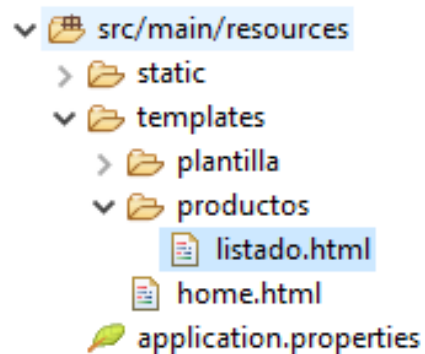 src/main/resources
static
templates
plantilla
productos
listado.html
home.html
application.properties